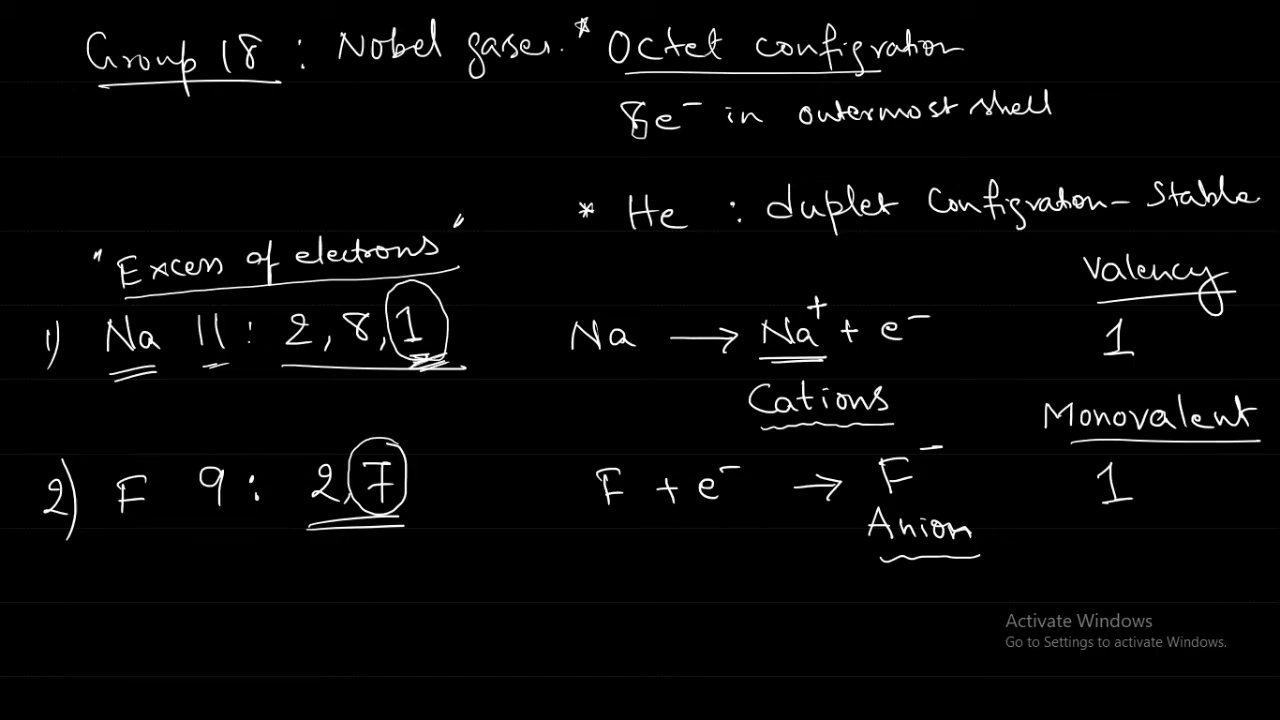 Group 18 : Nobel gases. * Octet configration
8e⁻ in outermost shell
* He : duplet configration - Stable
"Excess of electrons"
Valency
1) Na 11 : 2, 8, 1 Na → Na⁺ + e⁻ 1
Cations
Monovalent
2) F 9 : 2, 7 F + e⁻ → F⁻ 1
Anion
Activate Windows
Go to Settings to activate Windows.